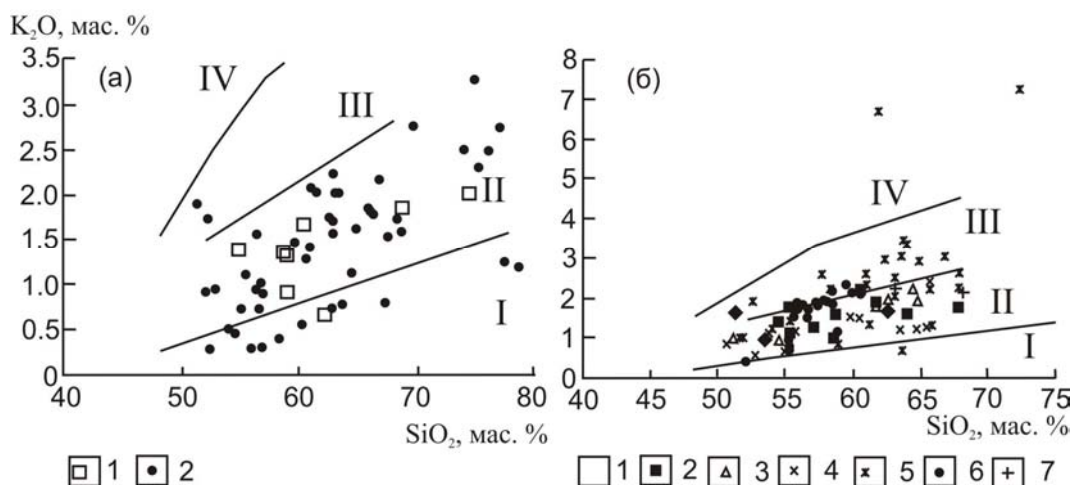 K₂O, мас. %
3.5 (а) IV III
3.0
2.5
2.0 II
1.5
1.0
0.5 I
0
40 50 60 70 80
SiO₂, мас. %
1 2
8 (б)
7
6
5 IV
4 III
3
2 II
1 I
0
40 45 50 55 60 65 70 75
SiO₂, мас. %
1 2 3 4 5 6 7